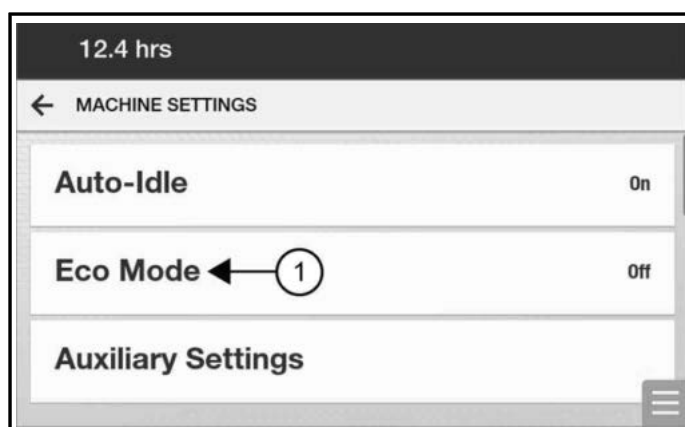 12.4 hrs
← MACHINE SETTINGS
Auto-Idle On
Eco Mode 1 Off
Auxiliary Settings